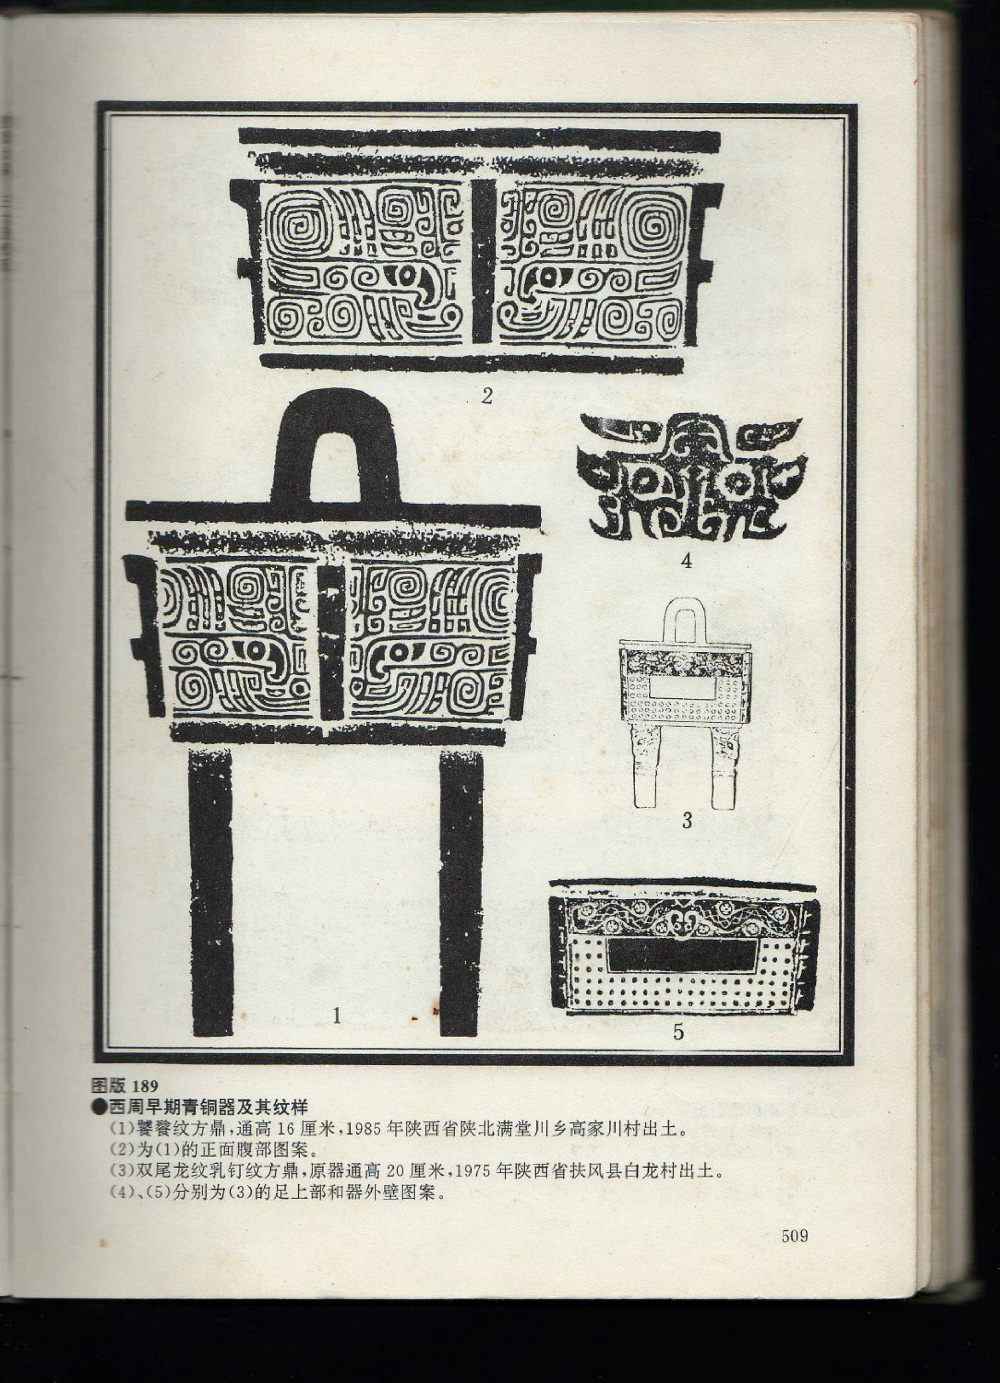 2
4
3
1
5
图版 189
●西周早期青铜器及其纹样
(1)饕餮纹方鼎,通高 16 厘米,1985 年陕西省陕北满堂川乡高家川村出土。
(2)为(1)的正面腹部图案。
(3)双尾龙纹乳钉纹方鼎,原器通高 20 厘米,1975 年陕西省扶风县白龙村出土。
(4)、(5)分别为(3)的足上部和器外壁图案。
509